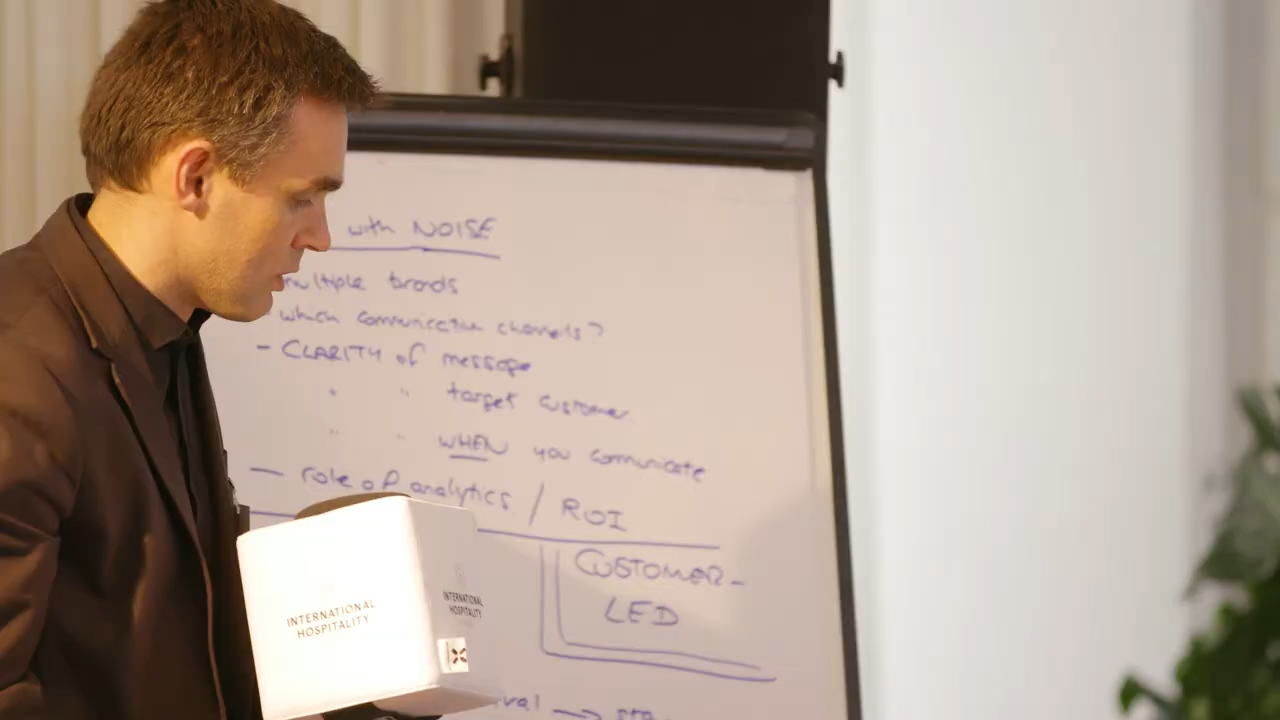 with NOISE
multiple brands
which communication channels?
- CLARITY of message
" " target customer.
" " WHEN you communicate
- role of analytics / ROI
CUSTOMER-
LED
INTERNATIONAL
HOSPITALITY
INTERNATIONAL
HOSPITALITY